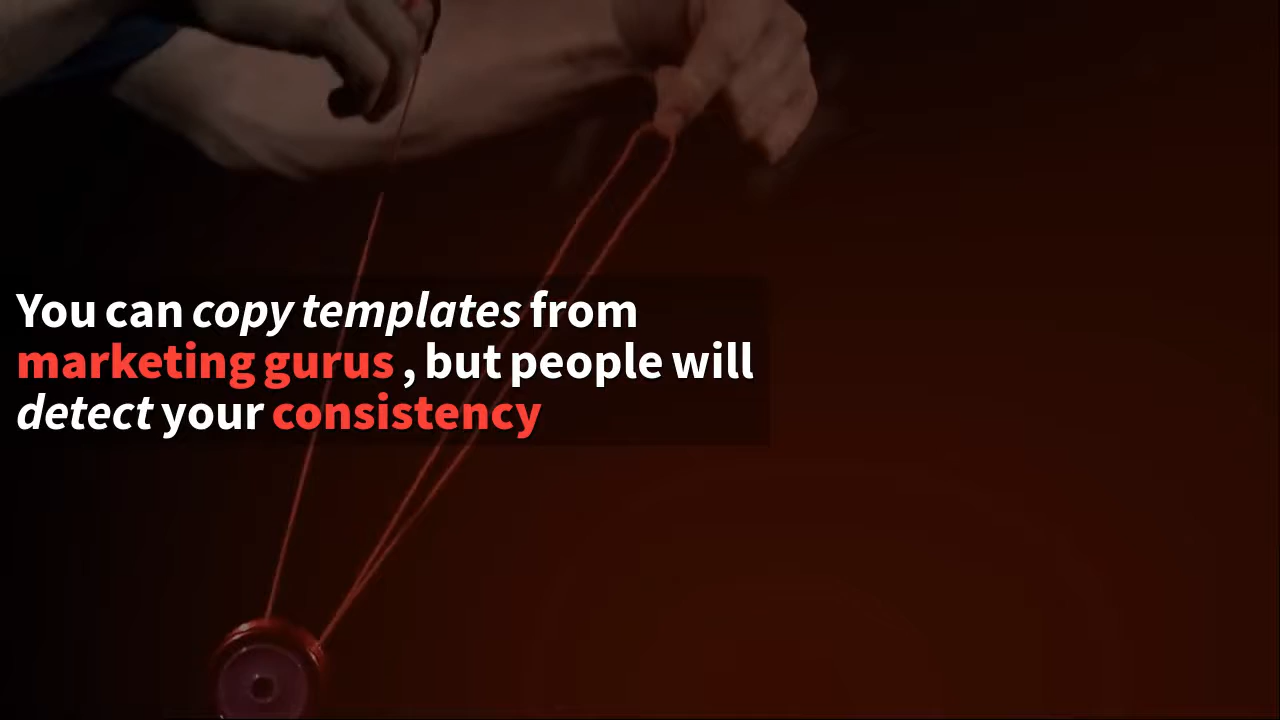 You can copy templates from
marketing gurus , but people will
detect your consistency